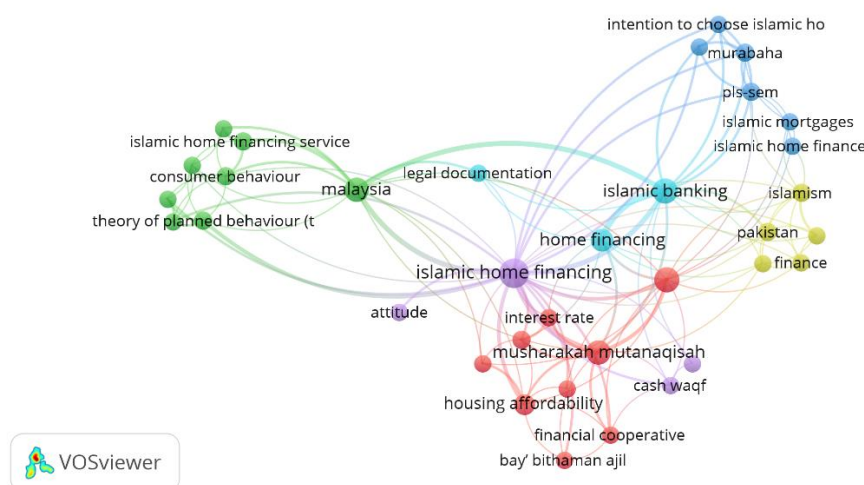 intention to choose islamic ho
murabaha
pls-sem
islamic mortgages
islamic home finance
islamic home financing service
consumer behaviour
malaysia
legal documentation
islamic banking
islamism
theory of planned behaviour (t
home financing
pakistan
finance
islamic home financing
attitude
interest rate
musharakah mutanaqisah
cash waqf
housing affordability
financial cooperative
bay' bithaman ajil
VOSviewer